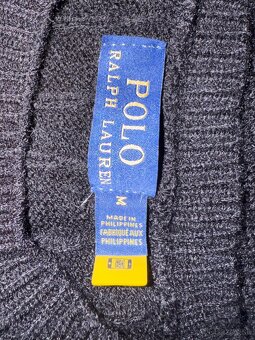 POLO
RALPH LAUREN
M
MADE IN
PHILIPPINES
FABRIQUÉ AUX
PHILIPPINES